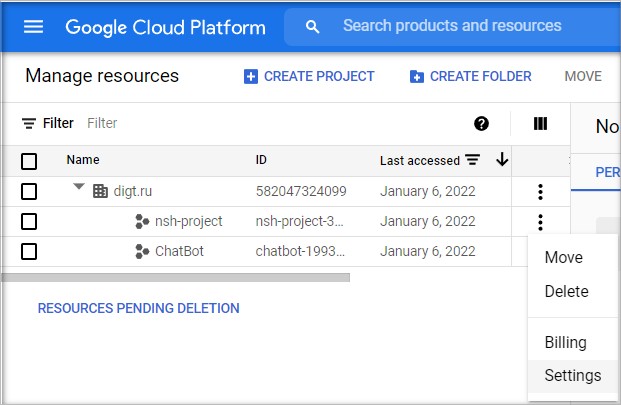 Google Cloud Platform Search products and resources
Manage resources CREATE PROJECT CREATE FOLDER MOVE
Filter Filter No
Name ID Last accessed PER
digt.ru 582047324099 January 6, 2022
nsh-project nsh-project-3... January 6, 2022
ChatBot chatbot-1993... January 6, 2022
Move
Delete
RESOURCES PENDING DELETION
Billing
Settings